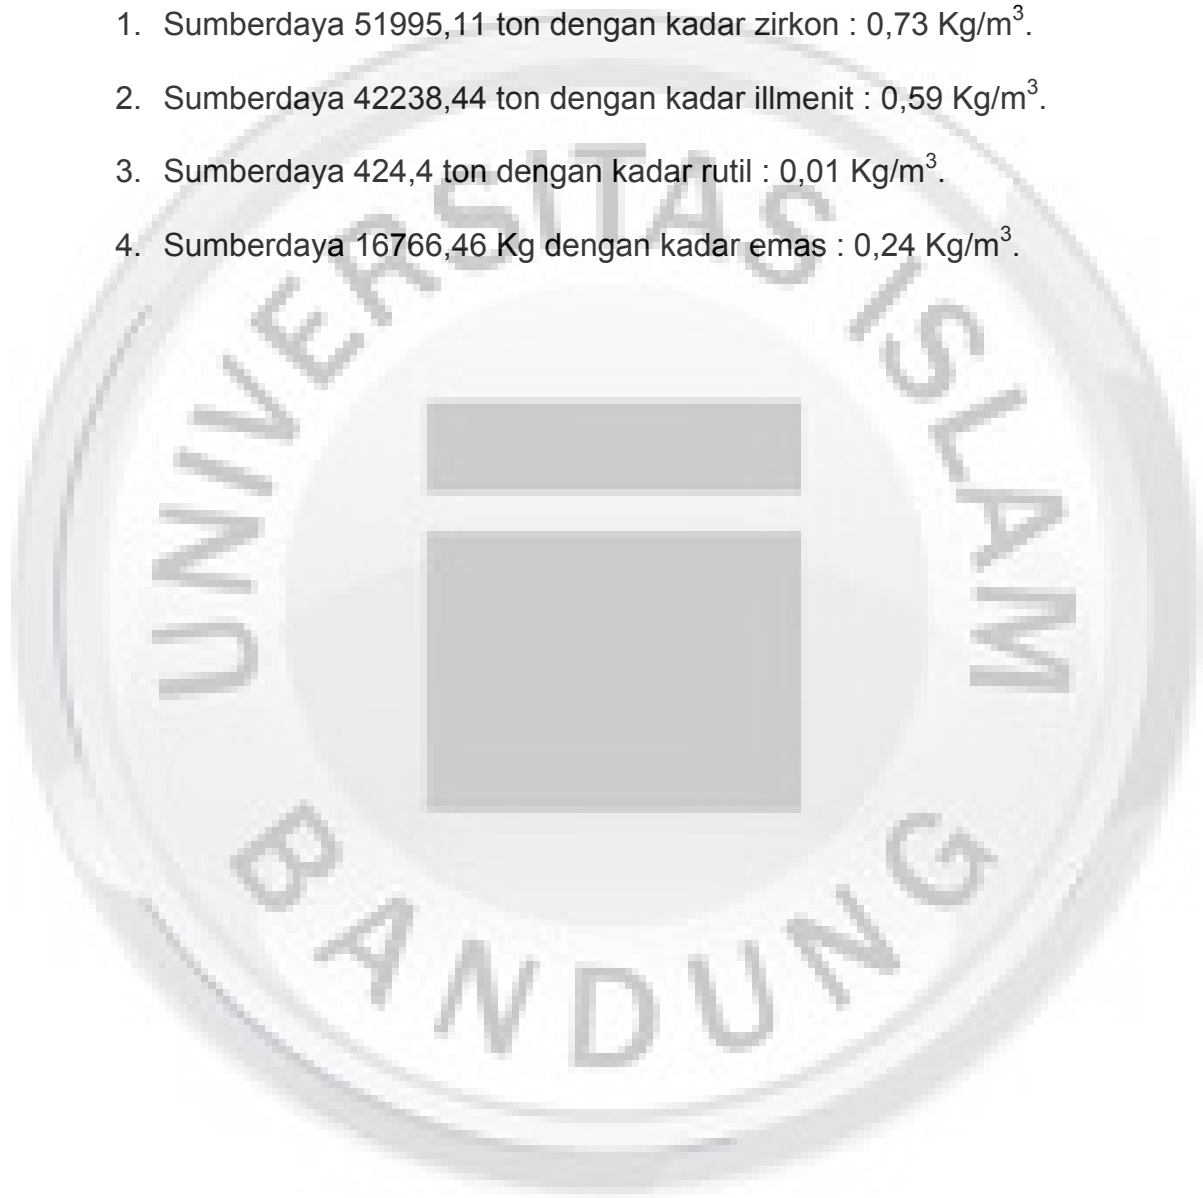 1. Sumberdaya 51995,11 ton dengan kadar zirkon : 0,73 Kg/m³.
2. Sumberdaya 42238,44 ton dengan kadar illmenit : 0,59 Kg/m³.
3. Sumberdaya 424,4 ton dengan kadar rutil : 0,01 Kg/m³.
4. Sumberdaya 16766,46 Kg dengan kadar emas : 0,24 Kg/m³.
UNIVERSITAS ISLAM
BANDUNG